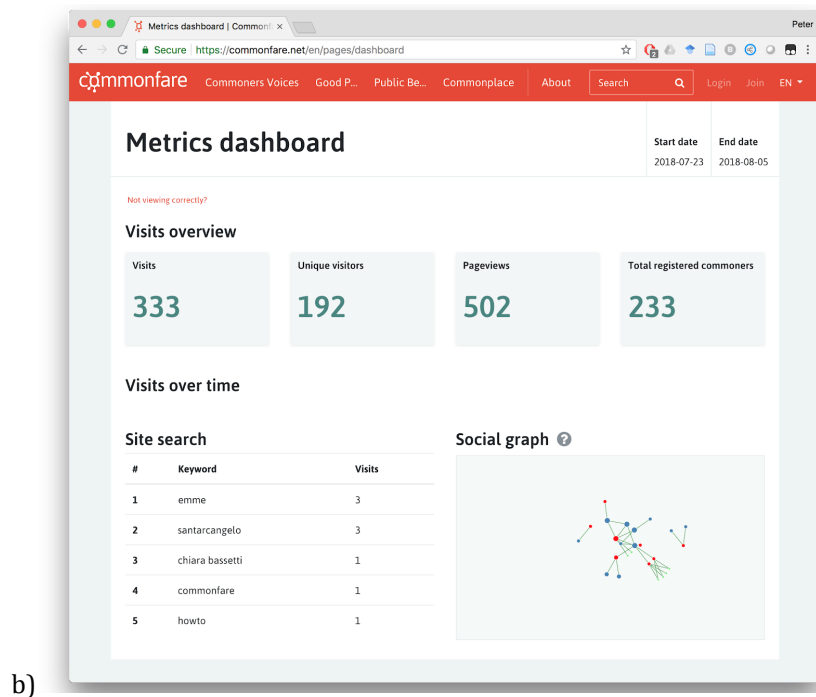 Metrics dashboard | Commonf
Peter
Secure https://commonfare.net/en/pages/dashboard
2
commonfare Commoners Voices Good P... Public Be... Commonplace About Search Login Join EN
Metrics dashboard
Start date End date
2018-07-23 2018-08-05
Not viewing correctly?
Visits overview
Visits Unique visitors Pageviews Total registered commoners
333 192 502 233
Visits over time
Site search Social graph ?
# Keyword Visits
1 emme 3
2 santarcangelo 3
3 chiara bassetti 1
4 commonfare 1
5 howto 1
b)